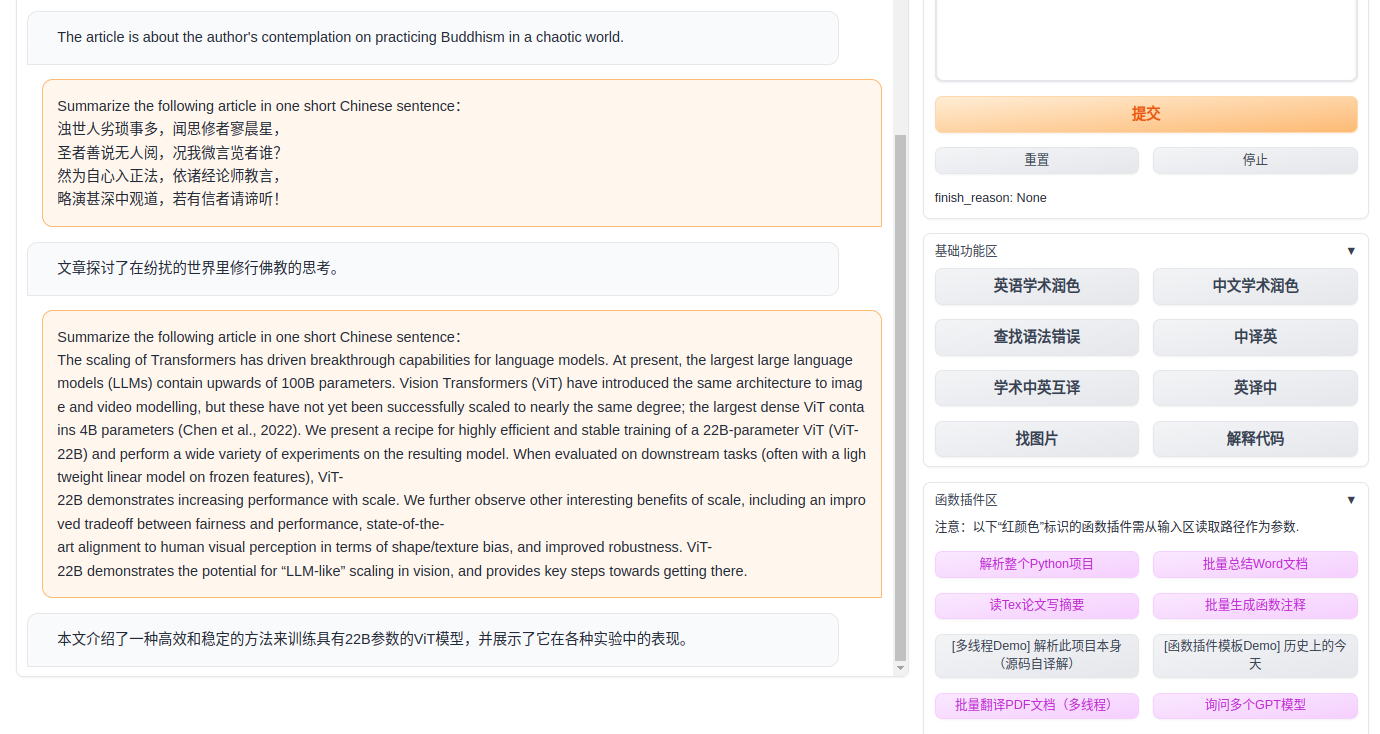 The article is about the author's contemplation on practicing Buddhism in a chaotic world.
Summarize the following article in one short Chinese sentence：
浊世人劣琐事多，闻思修者寥晨星，
圣者善说无人阅，况我微言览者谁？
然为自心入正法，依诸经论师教言，
略演甚深中观道，若有信者请谛听！
文章探讨了在纷扰的世界里修行佛教的思考。
Summarize the following article in one short Chinese sentence：
The scaling of Transformers has driven breakthrough capabilities for language models. At present, the largest large language
models (LLMs) contain upwards of 100B parameters. Vision Transformers (ViT) have introduced the same architecture to imag
e and video modelling, but these have not yet been successfully scaled to nearly the same degree; the largest dense ViT conta
ins 4B parameters (Chen et al., 2022). We present a recipe for highly efficient and stable training of a 22B-parameter ViT (ViT-
22B) and perform a wide variety of experiments on the resulting model. When evaluated on downstream tasks (often with a ligh
tweight linear model on frozen features), ViT-
22B demonstrates increasing performance with scale. We further observe other interesting benefits of scale, including an impro
ved tradeoff between fairness and performance, state-of-the-
art alignment to human visual perception in terms of shape/texture bias, and improved robustness. ViT-
22B demonstrates the potential for “LLM-like” scaling in vision, and provides key steps towards getting there.
本文介绍了一种高效和稳定的方法来训练具有22B参数的ViT模型，并展示了它在各种实验中的表现。
提交
重置
停止
finish_reason: None
基础功能区
▼
英语学术润色
中文学术润色
查找语法错误
中译英
学术中英互译
英译中
找图片
解释代码
函数插件区
▼
注意：以下“红颜色”标识的函数插件需从输入区读取路径作为参数.
解析整个Python项目
批量总结Word文档
读Tex论文写摘要
批量生成函数注释
[多线程Demo] 解析此项目本身
（源码自译解）
[函数插件模板Demo] 历史上的今
天
批量翻译PDF文档（多线程）
询问多个GPT模型